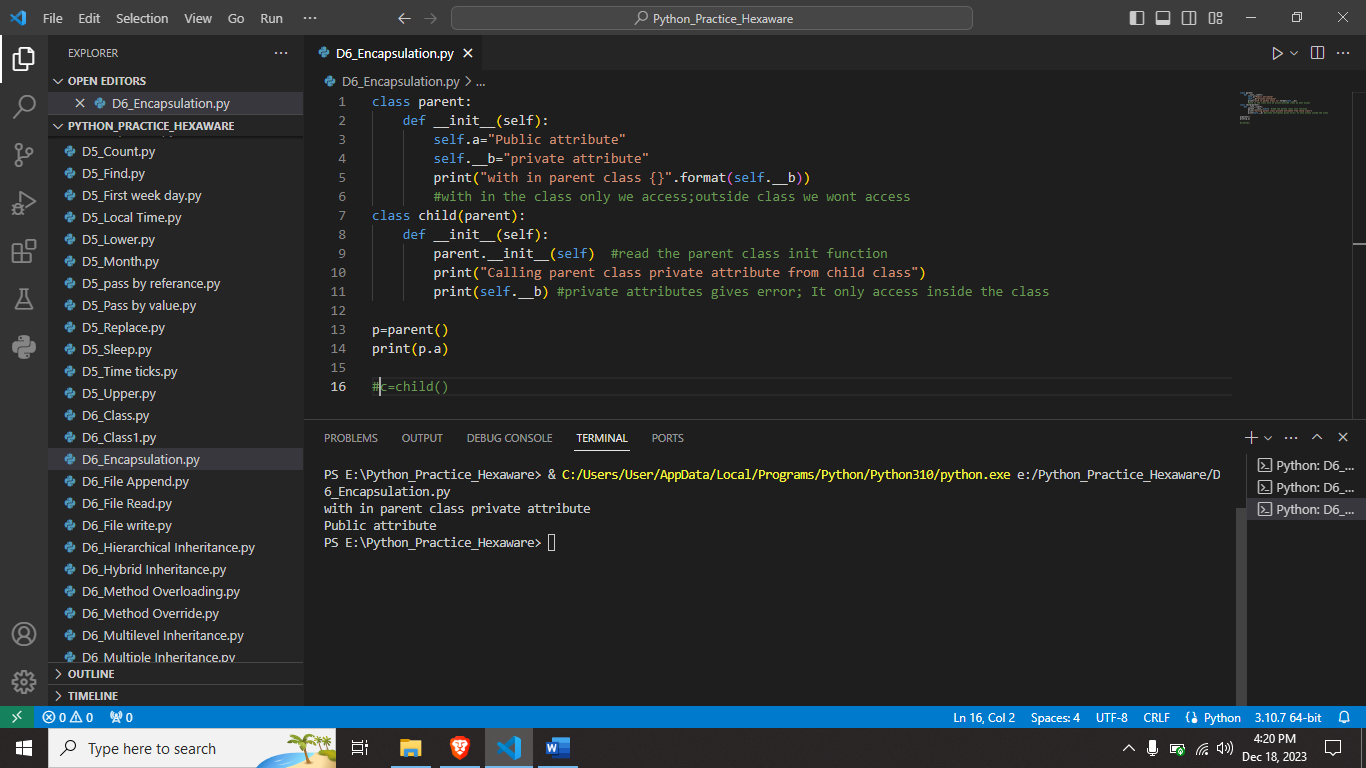 File Edit Selection View Go Run ···
Python_Practice_Hexaware
EXPLORER ···
OPEN EDITORS
D6_Encapsulation.py
PYTHON_PRACTICE_HEXAWARE
D5_Count.py
D5_Find.py
D5_First week day.py
D5_Local Time.py
D5_Lower.py
D5_Month.py
D5_pass by referance.py
D5_Pass by value.py
D5_Replace.py
D5_Sleep.py
D5_Time ticks.py
D5_Upper.py
D6_Class.py
D6_Class1.py
D6_Encapsulation.py
D6_File Append.py
D6_File Read.py
D6_File write.py
D6_Hierarchical Inheritance.py
D6_Hybrid Inheritance.py
D6_Method Overloading.py
D6_Method Override.py
D6_Multilevel Inheritance.py
D6_Multiple Inheritance.py
OUTLINE
TIMELINE
D6_Encapsulation.py
D6_Encapsulation.py > ...
1 class parent:
2 def __init__(self):
3 self.a="Public attribute"
4 self.__b="private attribute"
5 print("with in parent class {}".format(self.__b))
6 #with in the class only we access;outside class we wont access
7 class child(parent):
8 def __init__(self):
9 parent.__init__(self)  #read the parent class init function
10 print("Calling parent class private attribute from child class")
11 print(self.__b) #private attributes gives error; It only access inside the class
12
13 p=parent()
14 print(p.a)
15
16 #c=child()
PROBLEMS OUTPUT DEBUG CONSOLE TERMINAL PORTS
PS E:\Python_Practice_Hexaware> & C:/Users/User/AppData/Local/Programs/Python/Python310/python.exe e:/Python_Practice_Hexaware/D
6_Encapsulation.py
with in parent class private attribute
Public attribute
PS E:\Python_Practice_Hexaware>
Python: D6_...
Python: D6_...
Python: D6_...
0 0 0 Ln 16, Col 2 Spaces: 4 UTF-8 CRLF Python 3.10.7 64-bit
Type here to search
4:20 PM
Dec 18, 2023